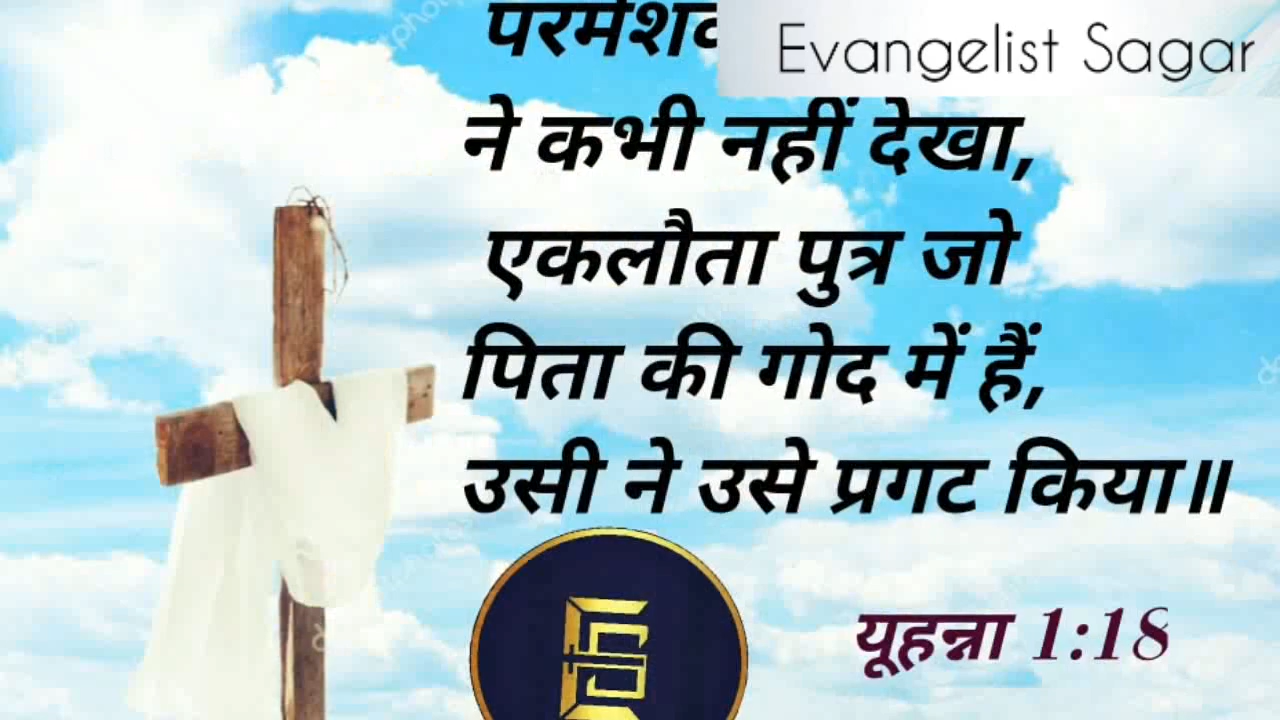 Evangelist Sagar
ने कभी नहीं देखा,
एकलौता पुत्र जो
पिता की गोद में हैं,
उसी ने उसे प्रगट किया॥
यूहन्ना 1:18